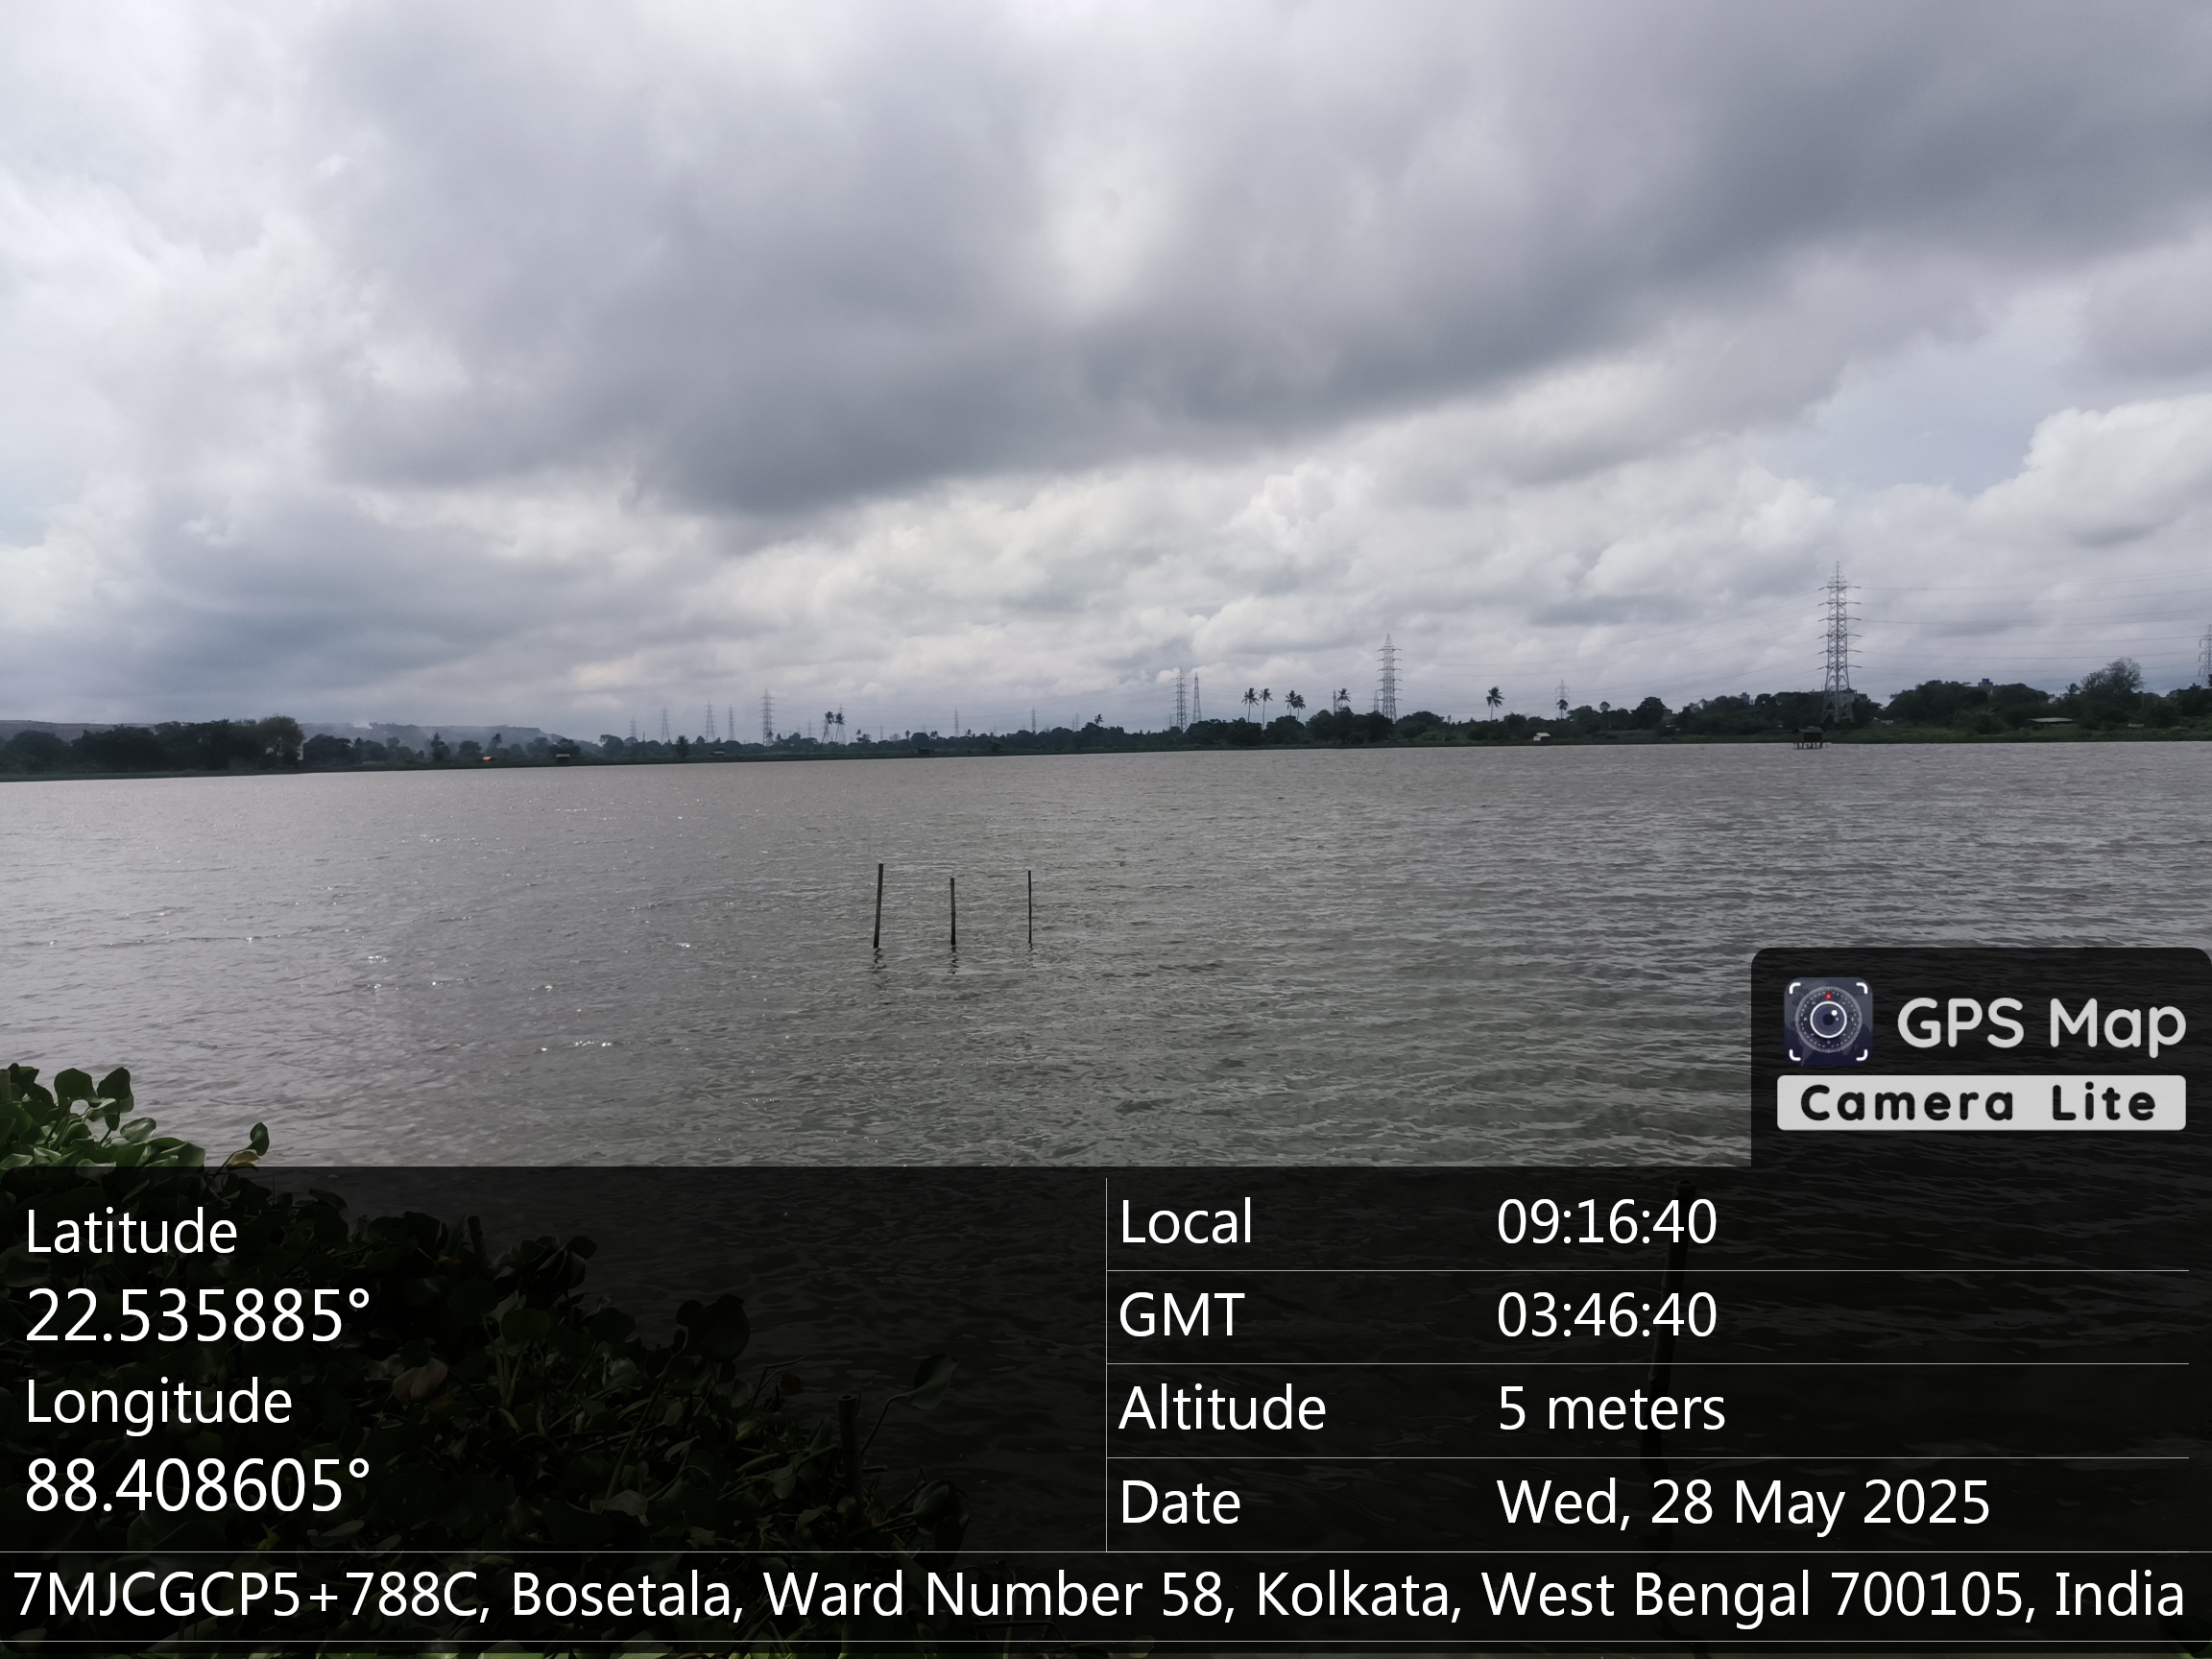 GPS Map
Camera Lite
Latitude
22.535885°
Longitude
88.408605°
Local 09:16:40
GMT 03:46:40
Altitude 5 meters
Date Wed, 28 May 2025
7MJCGCP5+788C, Bosetala, Ward Number 58, Kolkata, West Bengal 700105, India